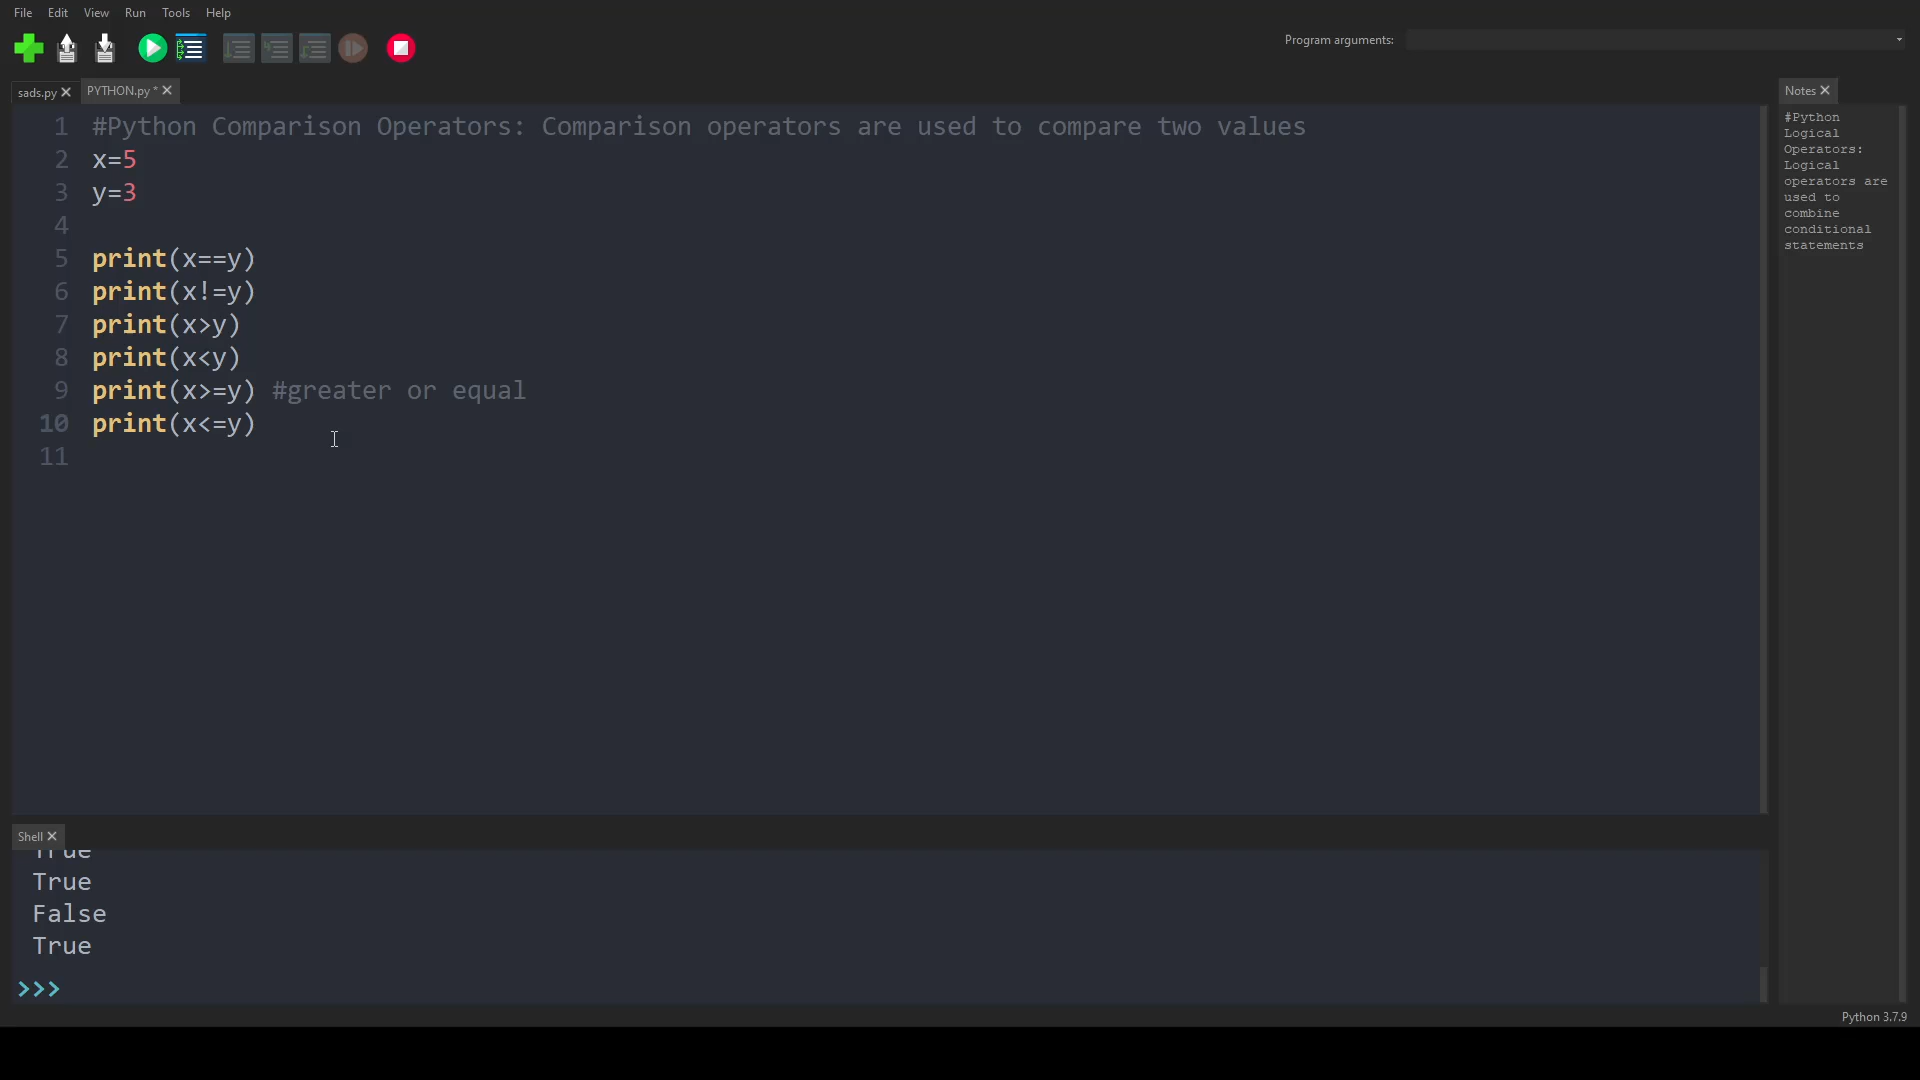 File Edit View Run Tools Help
Program arguments:
sads.py
PYTHON.py *
1 #Python Comparison Operators: Comparison operators are used to compare two values
2 x=5
3 y=3
4
5 print(x==y)
6 print(x!=y)
7 print(x>y)
8 print(x<y)
9 print(x>=y) #greater or equal
10 print(x<=y)
11
Notes
#Python
Logical
Operators:
Logical
operators are
used to
combine
conditional
statements
Shell
True
True
False
True
>>>
Python 3.7.9